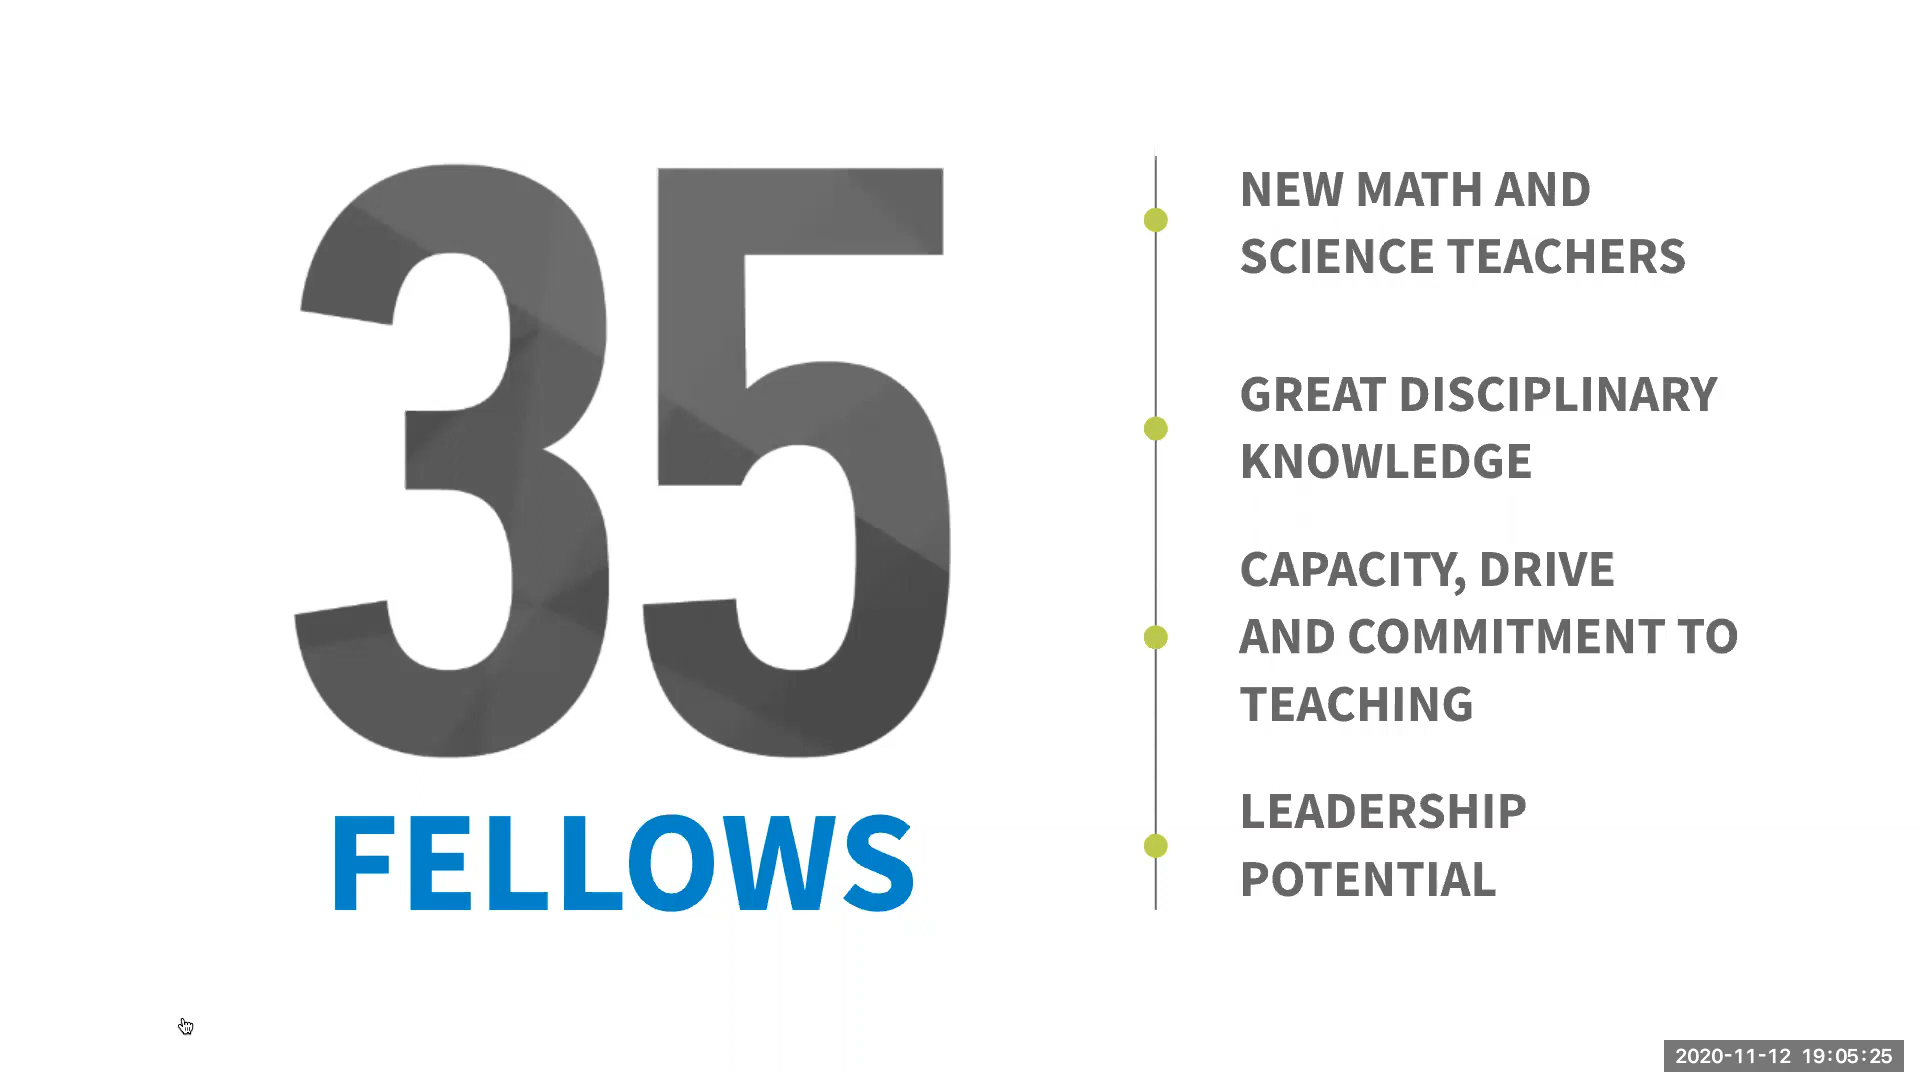 35
FELLOWS
NEW MATH AND
SCIENCE TEACHERS
GREAT DISCIPLINARY
KNOWLEDGE
CAPACITY, DRIVE
AND COMMITMENT TO
TEACHING
LEADERSHIP
POTENTIAL
2020-11-12 19:05:25